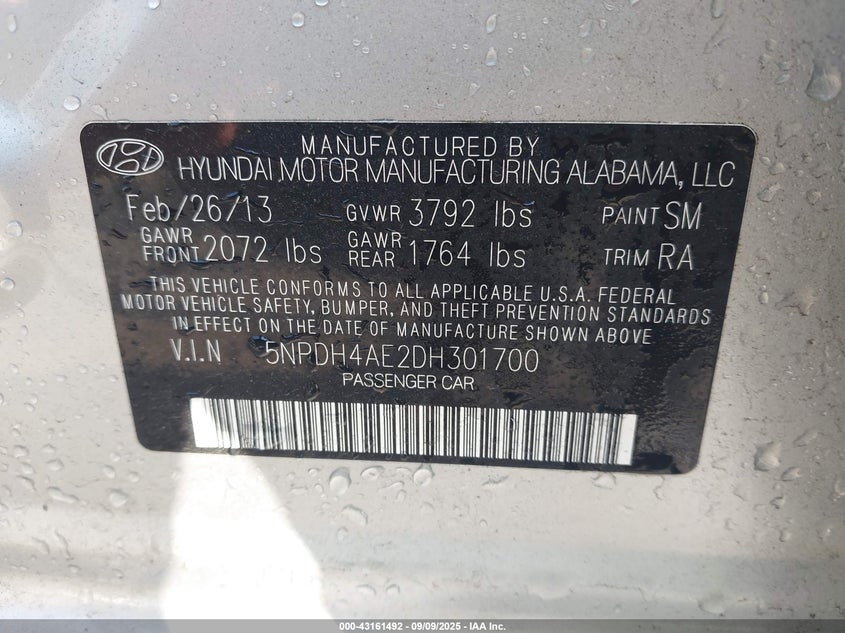 MANUFACTURED BY
HYUNDAI MOTOR MANUFACTURING ALABAMA, LLC
Feb/26/13 GVWR 3792 lbs PAINT SM
GAWR FRONT 2072 lbs GAWR REAR 1764 lbs TRIM RA
THIS VEHICLE CONFORMS TO ALL APPLICABLE U.S.A. FEDERAL
MOTOR VEHICLE SAFETY, BUMPER, AND THEFT PREVENTION STANDARDS
IN EFFECT ON THE DATE OF MANUFACTURE SHOWN ABOVE
V.I.N 5NPDH4AE2DH301700
PASSENGER CAR
000-43161492 - 09/09/2025 - IAA Inc.